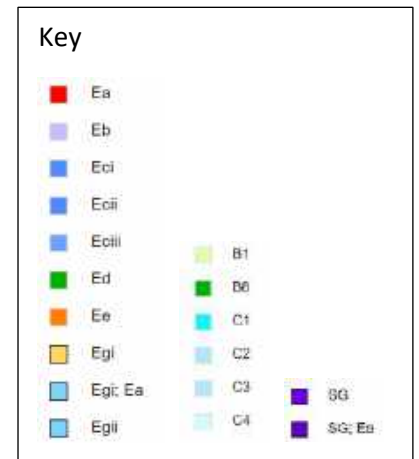 Key
Ea
Eb
Eci
Ecii
Eciii
Ed
Ee
Egi
Egi; Ea
Egii
B1
B6
C1
C2
C3
C4
SG
SG; Ea